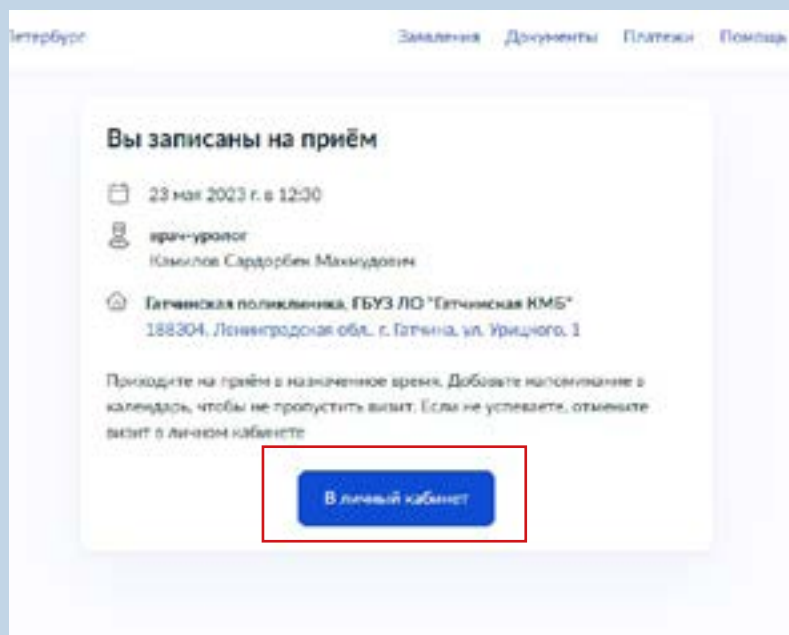 Петербург
Заявления Документы Платежи Помощь
Вы записаны на приём
23 мая 2023 г. в 12:30
врач-уролог
Камилов Сардорбек Махмудович
Гатчинская поликлиника, ГБУЗ ЛО "Гатчинская КМБ"
188304, Ленинградская обл., г. Гатчина, ул. Урицкого, 1
Приходите на приём в назначенное время. Добавьте напоминание в
календарь, чтобы не пропустить визит. Если не успеваете, отмените
визит в личном кабинете
В личный кабинет